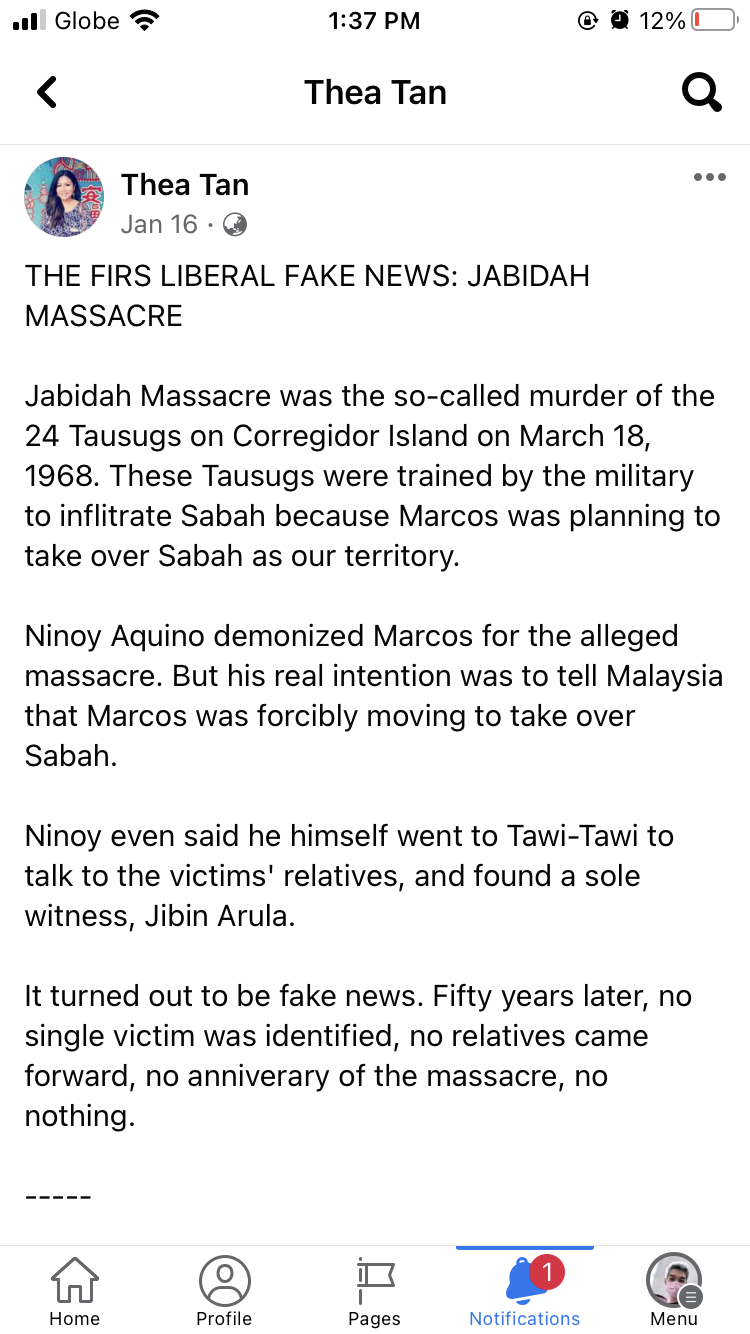 Globe 1:37 PM 12%
Thea Tan
Thea Tan
Jan 16 ·
THE FIRS LIBERAL FAKE NEWS: JABIDAH
MASSACRE
Jabidah Massacre was the so-called murder of the
24 Tausugs on Corregidor Island on March 18,
1968. These Tausugs were trained by the military
to inflitrate Sabah because Marcos was planning to
take over Sabah as our territory.
Ninoy Aquino demonized Marcos for the alleged
massacre. But his real intention was to tell Malaysia
that Marcos was forcibly moving to take over
Sabah.
Ninoy even said he himself went to Tawi-Tawi to
talk to the victims' relatives, and found a sole
witness, Jibin Arula.
It turned out to be fake news. Fifty years later, no
single victim was identified, no relatives came
forward, no anniverary of the massacre, no
nothing.
-----
1
Home Profile Pages Notifications Menu